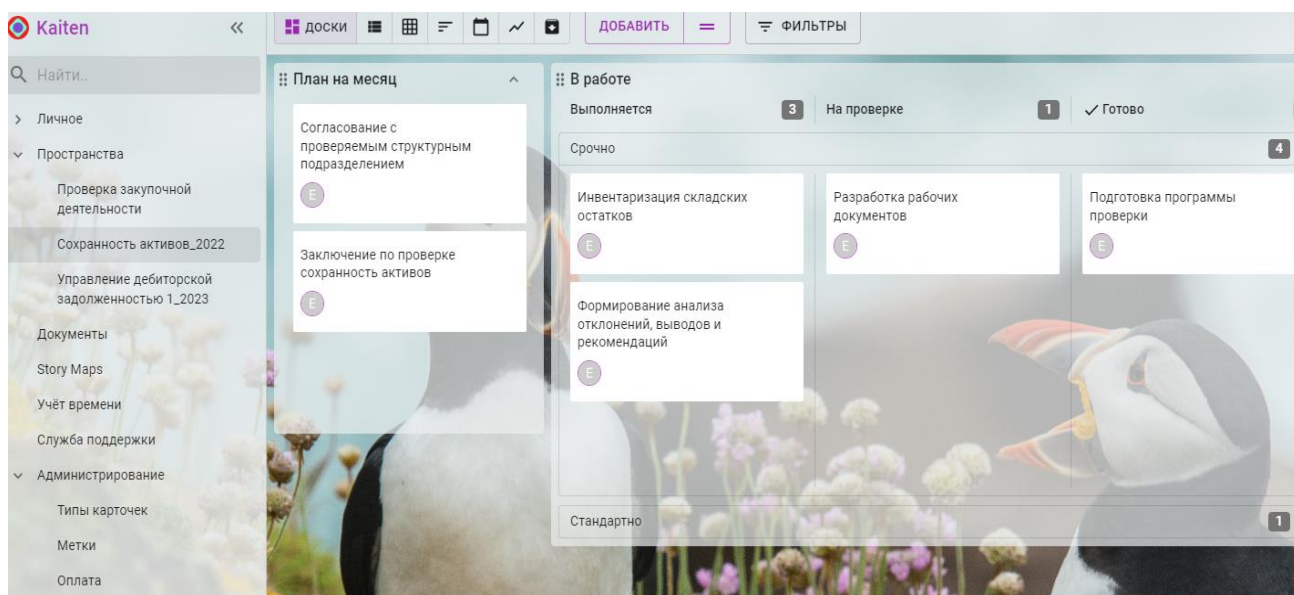 Kaiten
Найти..
Личное
Пространства
Проверка закупочной
деятельности
Сохранность активов_2022
Управление дебиторской
задолженностью 1_2023
Документы
Story Maps
Учёт времени
Служба поддержки
Администрирование
Типы карточек
Метки
Оплата
ДОСКИ
ДОБАВИТЬ
ФИЛЬТРЫ
План на месяц
Согласование с
проверяемым структурным
подразделением
E
Заключение по проверке
сохранность активов
E
В работе
Выполняется 3
На проверке 1
Готово
Срочно 4
Инвентаризация складских
остатков
E
Формирование анализа
отклонений, выводов и
рекомендаций
E
Разработка рабочих
документов
E
Подготовка программы
проверки
E
Стандартно 1